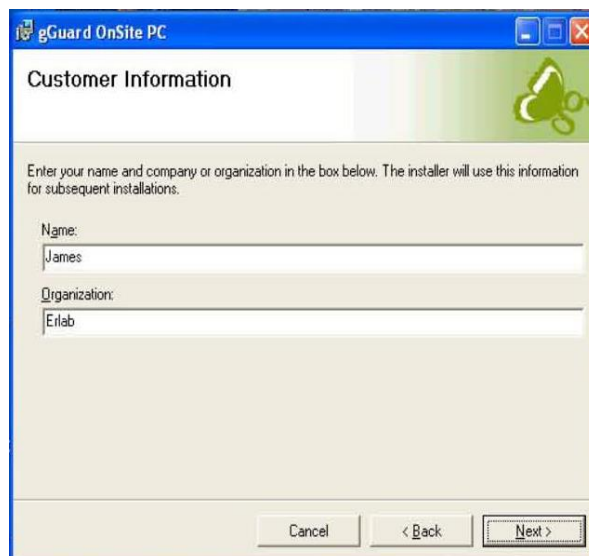 gGuard OnSite PC
Customer Information
Enter your name and company or organization in the box below. The installer will use this information
for subsequent installations.
Name:
James
Organization:
Erlab
Cancel
< Back
Next >